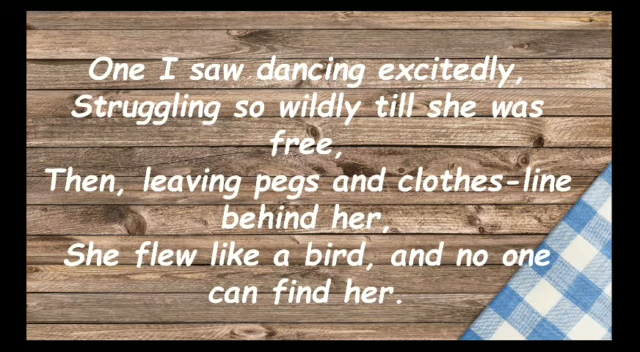 One I saw dancing excitedly,
Struggling so wildly till she was
free,
Then, leaving pegs and clothes-line
behind her,
She flew like a bird, and no one
can find her.